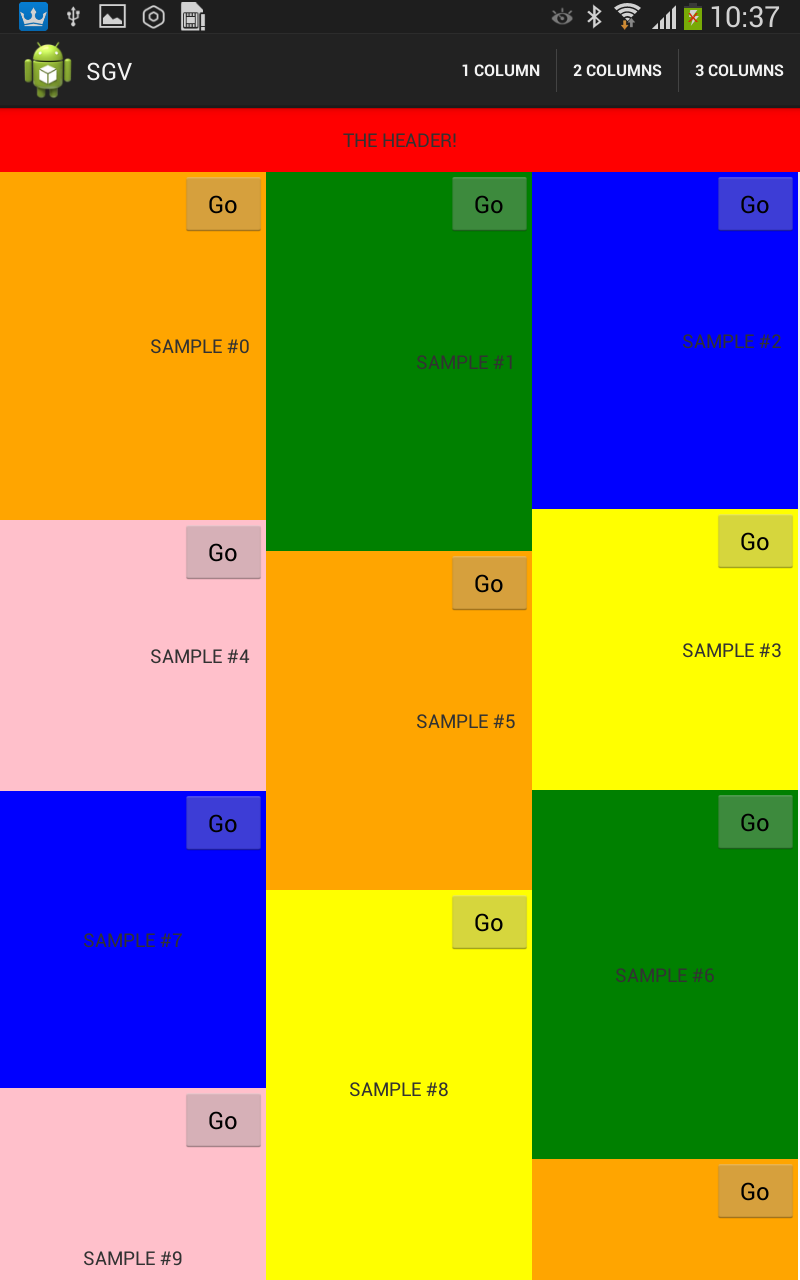 10:37
SGV
1 COLUMN
2 COLUMNS
3 COLUMNS
THE HEADER!
Go
SAMPLE #0
Go
SAMPLE #1
Go
SAMPLE #2
Go
SAMPLE #3
Go
SAMPLE #4
Go
SAMPLE #5
Go
SAMPLE #6
Go
SAMPLE #7
Go
SAMPLE #8
Go
SAMPLE #9
Go